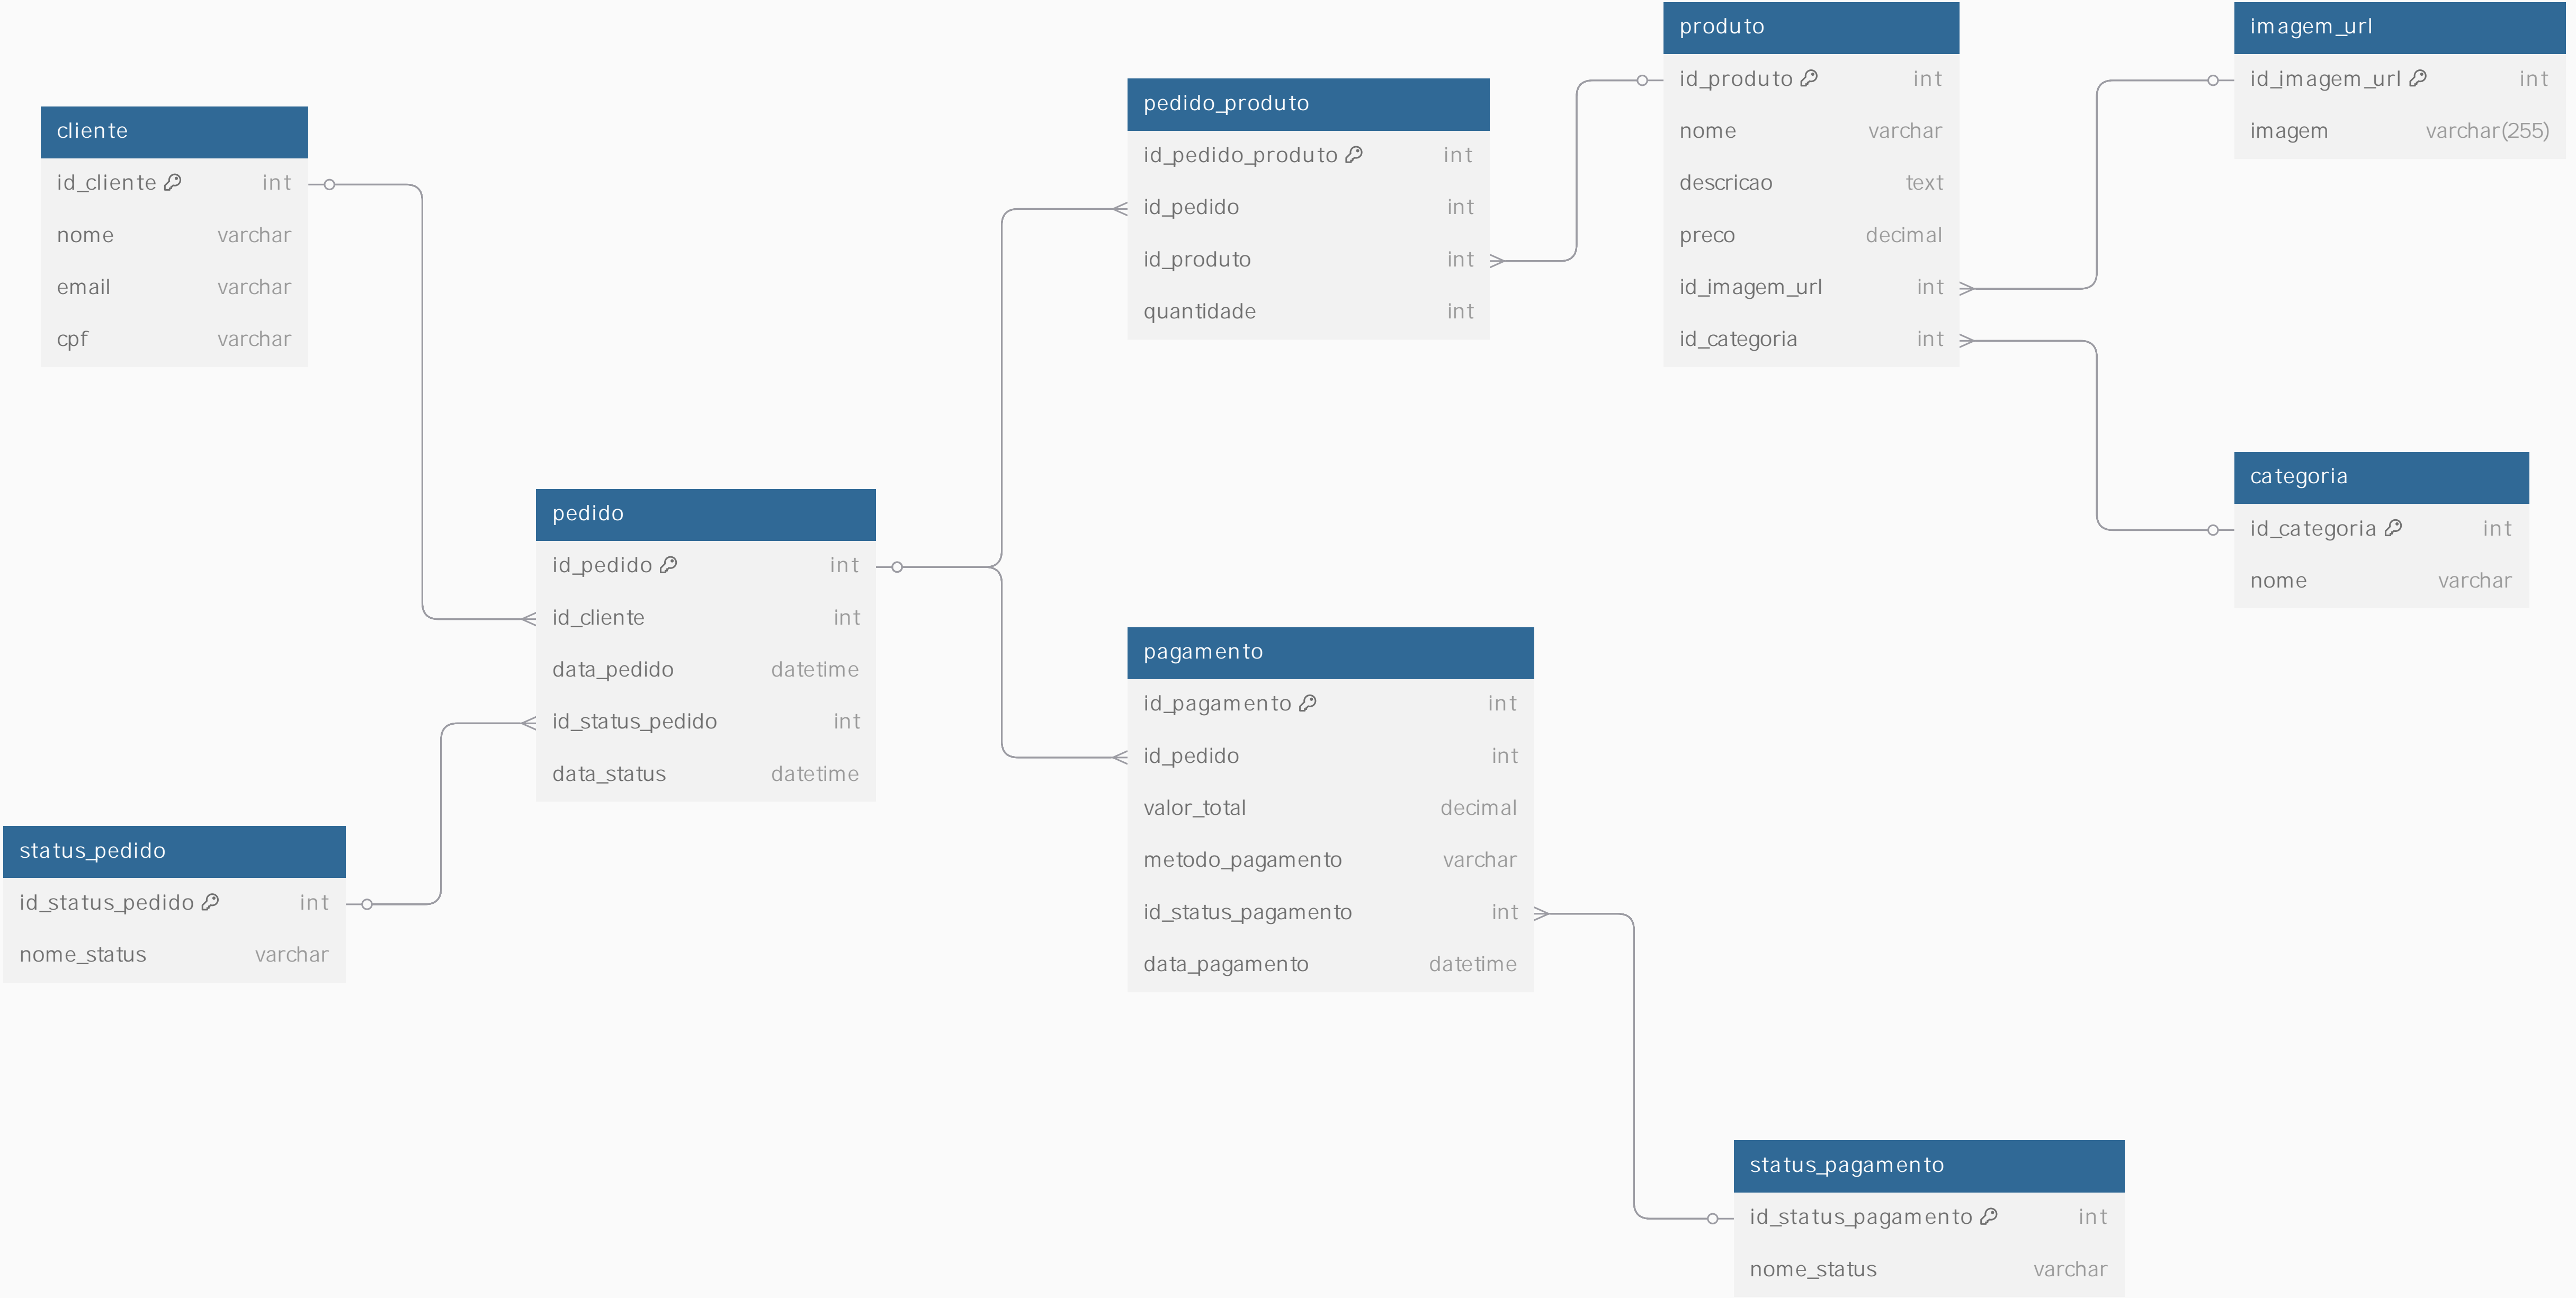 cliente
id_cliente int
nome varchar
email varchar
cpf varchar
status_pedido
id_status_pedido int
nome_status varchar
pedido
id_pedido int
id_cliente int
data_pedido datetime
id_status_pedido int
data_status datetime
pedido_produto
id_pedido_produto int
id_pedido int
id_produto int
quantidade int
pagamento
id_pagamento int
id_pedido int
valor_total decimal
metodo_pagamento varchar
id_status_pagamento int
data_pagamento datetime
produto
id_produto int
nome varchar
descricao text
preco decimal
id_imagem_url int
id_categoria int
imagem_url
id_imagem_url int
imagem varchar(255)
categoria
id_categoria int
nome varchar
status_pagamento
id_status_pagamento int
nome_status varchar